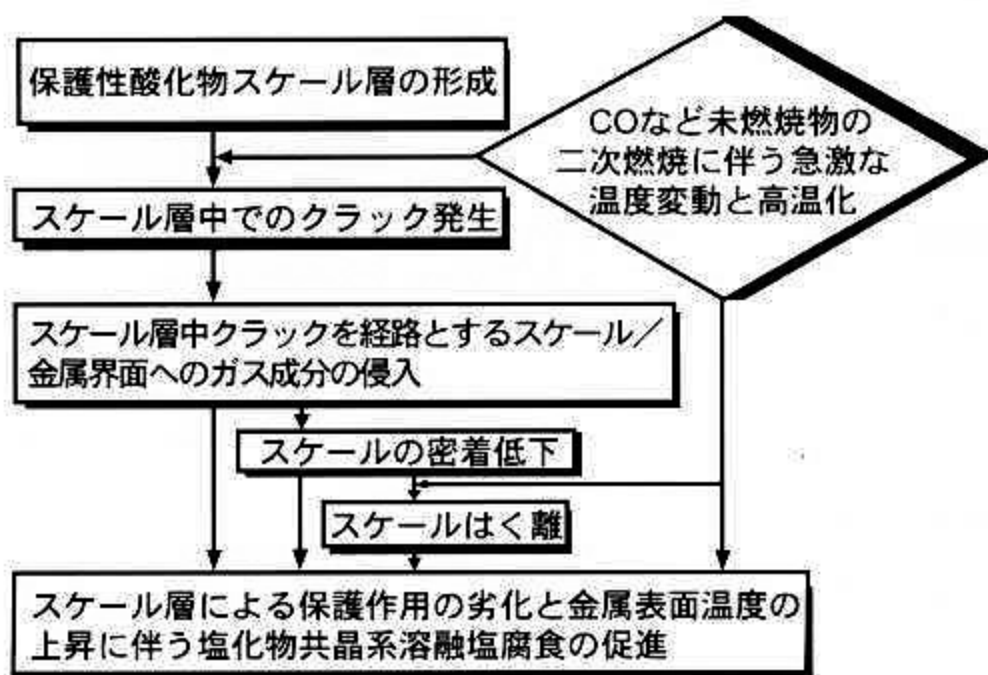 保護性酸化物スケール層の形成
COなど未燃焼物の
二次燃焼に伴う急激な
温度変動と高温化
スケール層中でのクラック発生
スケール層中クラックを経路とするスケール／
金属界面へのガス成分の侵入
スケールの密着低下
スケールはく離
スケール層による保護作用の劣化と金属表面温度の
上昇に伴う塩化物共晶系溶融塩腐食の促進